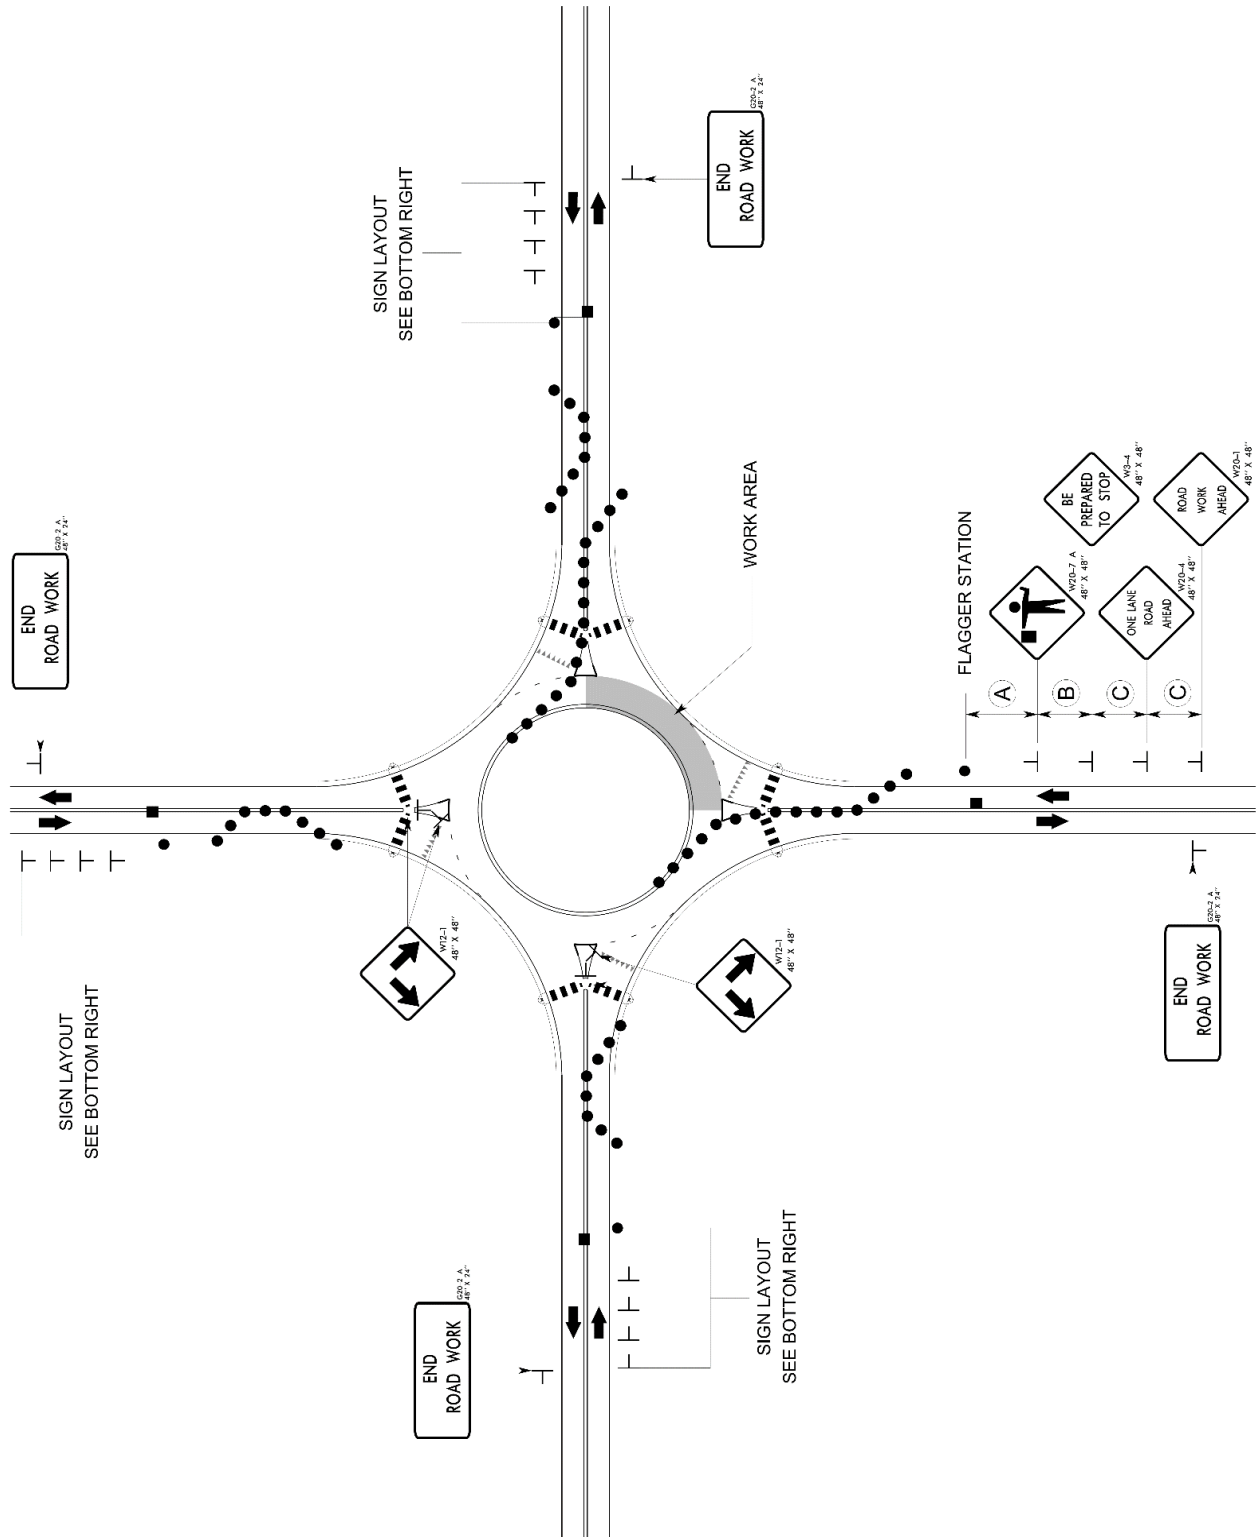 END
ROAD WORK
G20 2 A
48" X 24"
SIGN LAYOUT
SEE BOTTOM RIGHT
SIGN LAYOUT
SEE BOTTOM RIGHT
W12-1
48" X 48"
END
ROAD WORK
G20 2 A
48" X 24"
END
ROAD WORK
G20-2 A
48" X 24"
WORK AREA
W12-1
48" X 48"
SIGN LAYOUT
SEE BOTTOM RIGHT
FLAGGER STATION
A
B
C
C
W20-7 A
48" X 48"
BE
PREPARED
TO STOP
W3-4
48" X 48"
ONE LANE
ROAD
AHEAD
W20-4
48" X 48"
ROAD
WORK
AHEAD
W20-1
48" X 48"
END
ROAD WORK
G20-2 A
48" X 24"